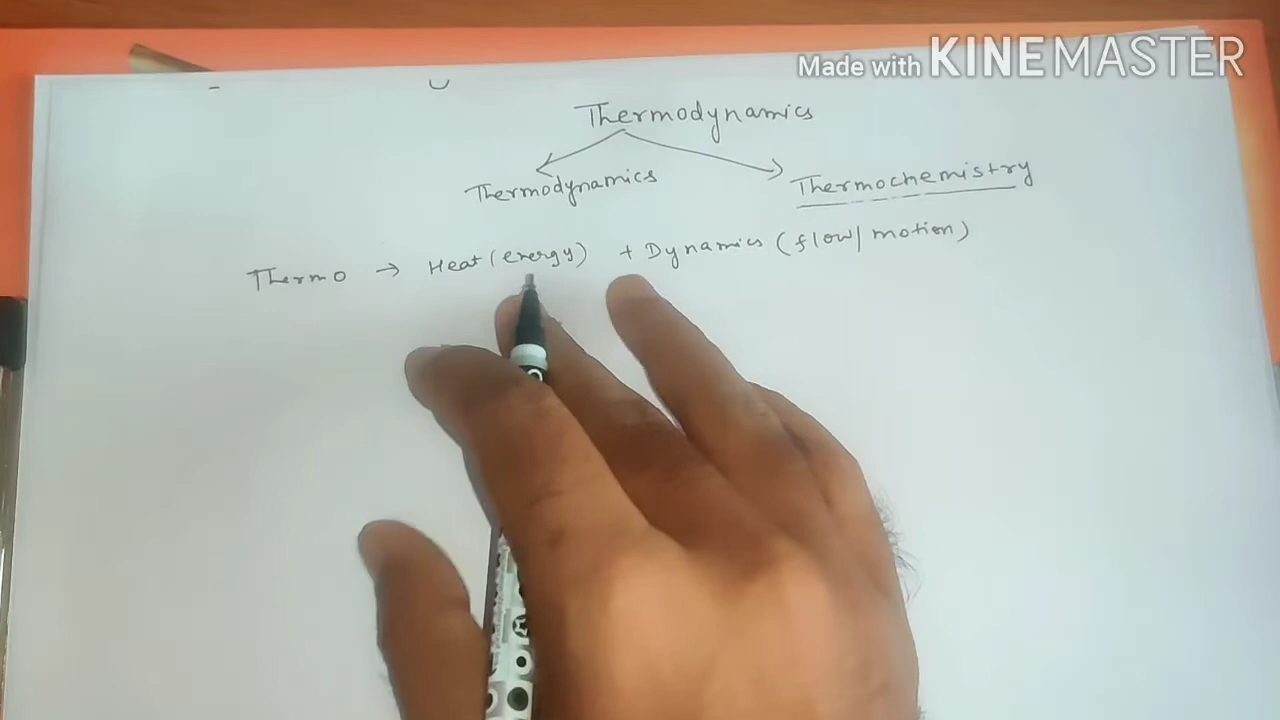 Made with KINEMASTER
Thermodynamics
Thermodynamics Thermochemistry
Thermo → Heat (energy) + Dynamics (flow/motion)